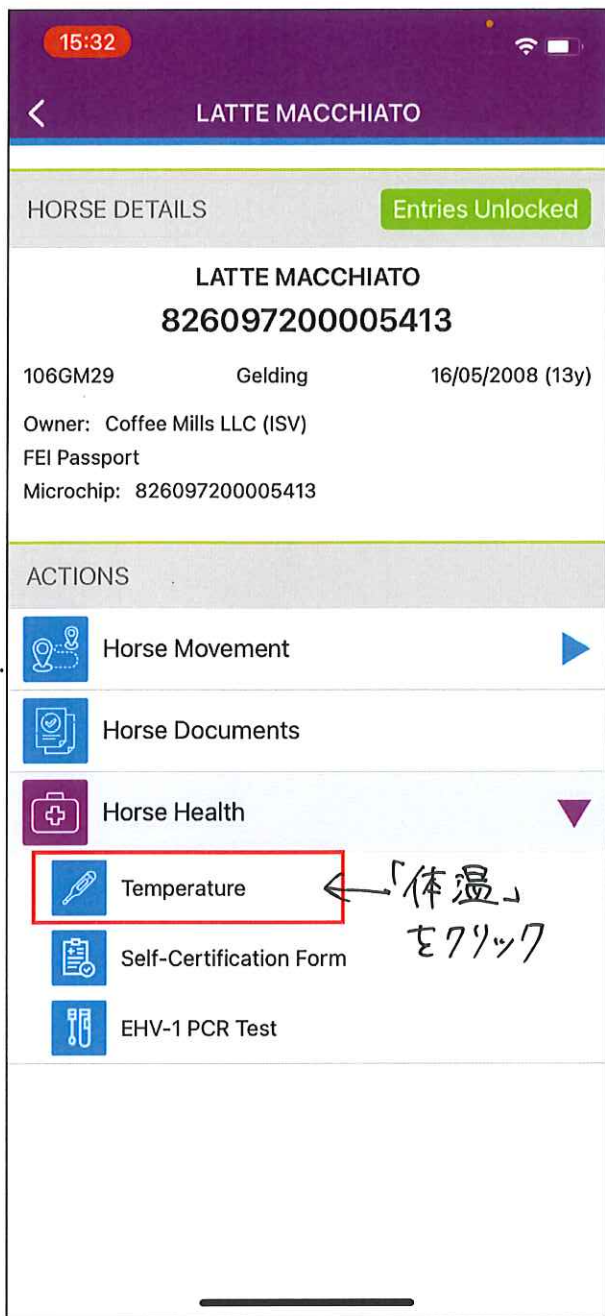 15:32
LATTE MACCHIATO
HORSE DETAILS
Entries Unlocked
LATTE MACCHIATO
826097200005413
106GM29 Gelding 16/05/2008 (13y)
Owner: Coffee Mills LLC (ISV)
FEI Passport
Microchip: 826097200005413
ACTIONS
Horse Movement
Horse Documents
Horse Health
Temperature ←「体温」
をクリック
Self-Certification Form
EHV-1 PCR Test